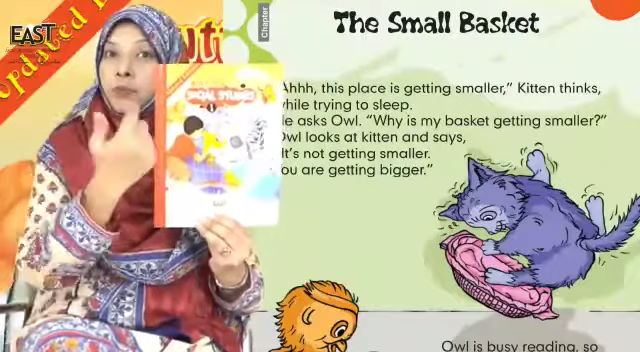 EAST
Updated
Chapter
The Small Basket
Ahhh, this place is getting smaller,” Kitten thinks,
while trying to sleep.
He asks Owl. “Why is my basket getting smaller?”
Owl looks at kitten and says,
It’s not getting smaller.
You are getting bigger.”
SOCIAL STUDIES
1
Owl is busy reading, so